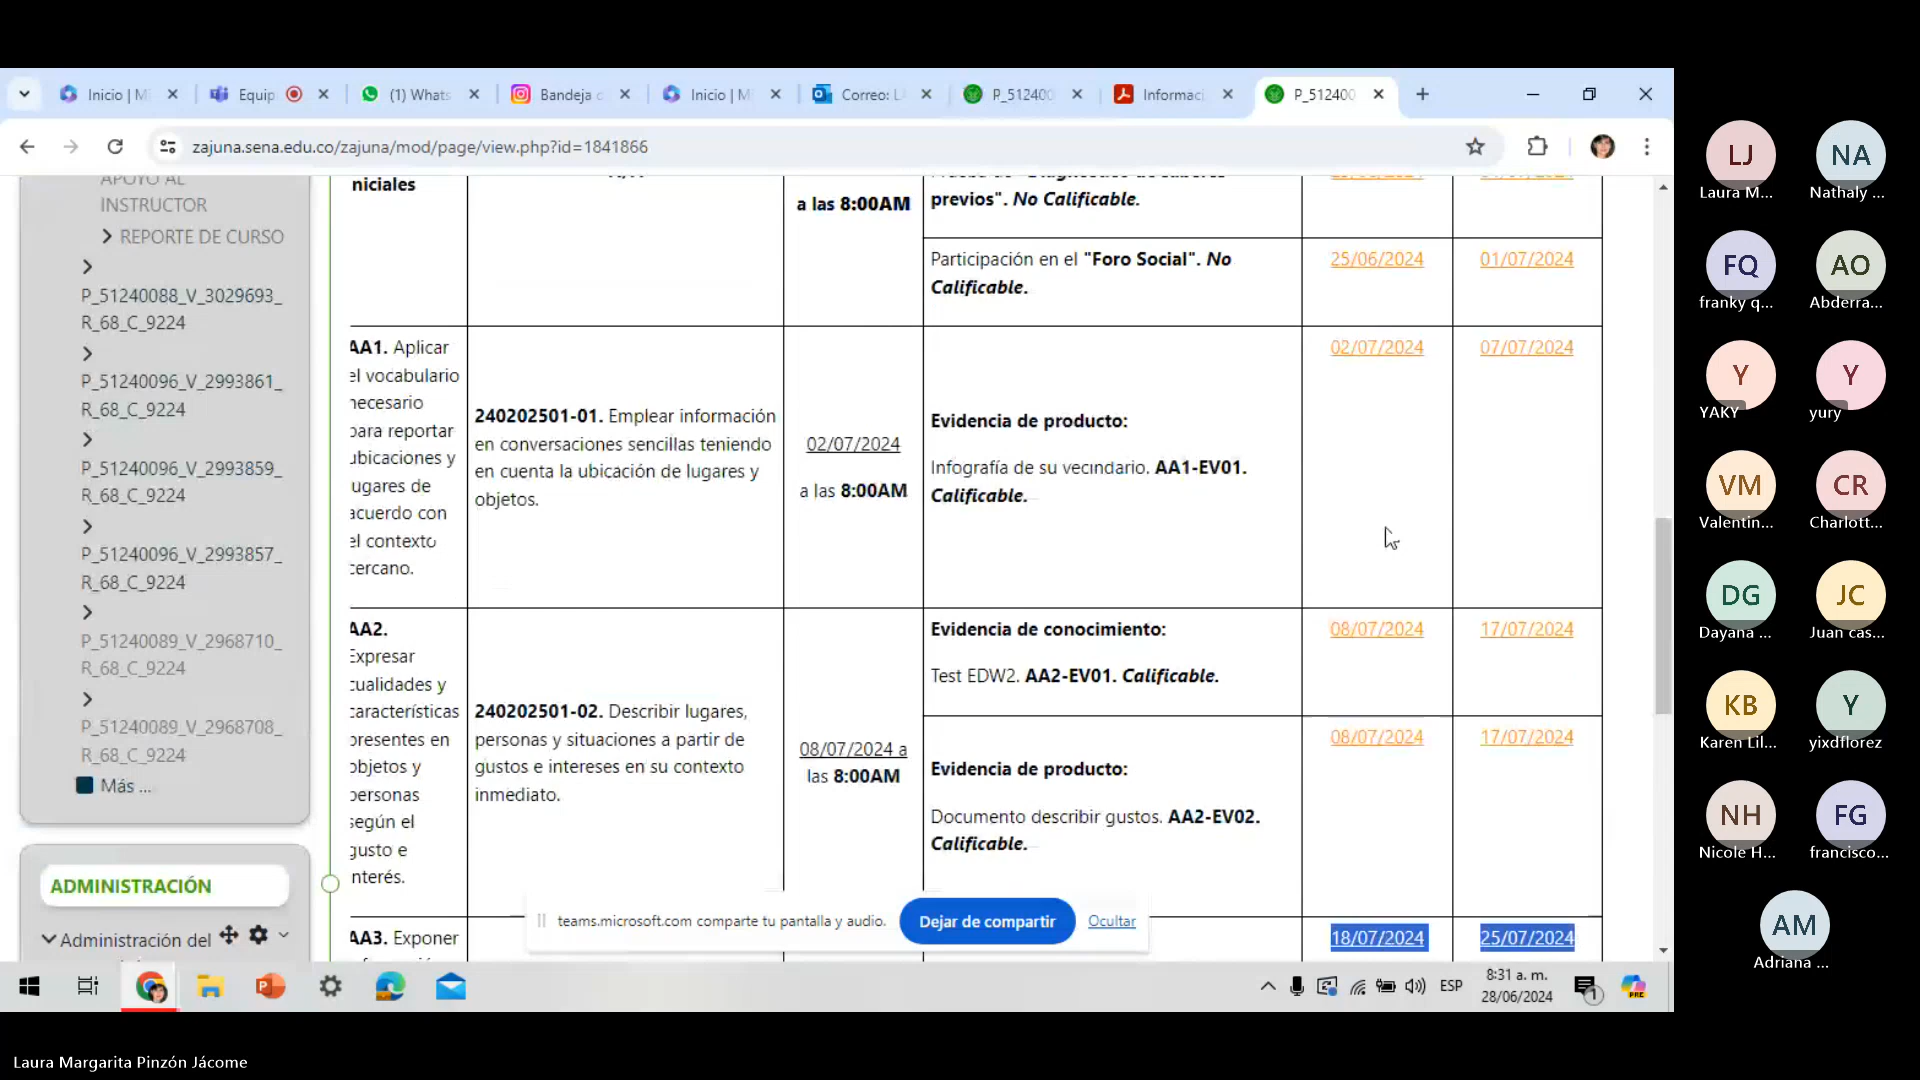 Inicio | M
Equip
(1) Whats
Bandeja
Inicio | M
Correo: L
P_512400
Informac
P_512400
zajuna.sena.edu.co/zajuna/mod/page/view.php?id=1841866
APOYO AL
INSTRUCTOR
REPORTE DE CURSO
P_51240088_V_3029693_
R_68_C_9224
P_51240096_V_2993861_
R_68_C_9224
P_51240096_V_2993859_
R_68_C_9224
P_51240096_V_2993857_
R_68_C_9224
P_51240089_V_2968710_
R_68_C_9224
P_51240089_V_2968708_
R_68_C_9224
Más ...
ADMINISTRACIÓN
Administración del
niciales
a las 8:00AM
previos". No Calificable.
Participación en el "Foro Social". No
Calificable.
25/06/2024
01/07/2024
AA1. Aplicar
el vocabulario
necesario
para reportar
ubicaciones y
lugares de
acuerdo con
el contexto
cercano.
240202501-01. Emplear información
en conversaciones sencillas teniendo
en cuenta la ubicación de lugares y
objetos.
02/07/2024
a las 8:00AM
Evidencia de producto:
Infografía de su vecindario. AA1-EV01.
Calificable.
02/07/2024
07/07/2024
AA2.
Expresar
cualidades y
características
presentes en
objetos y
personas
según el
gusto e
nterés.
240202501-02. Describir lugares,
personas y situaciones a partir de
gustos e intereses en su contexto
inmediato.
08/07/2024 a
las 8:00AM
Evidencia de conocimiento:
Test EDW2. AA2-EV01. Calificable.
08/07/2024
17/07/2024
Evidencia de producto:
Documento describir gustos. AA2-EV02.
Calificable.
08/07/2024
17/07/2024
AA3. Exponer
18/07/2024
25/07/2024
teams.microsoft.com comparte tu pantalla y audio.
Dejar de compartir
Ocultar
ESP
8:31 a. m.
28/06/2024
1
PRE
LJ
Laura M...
NA
Nathaly ...
FQ
franky q...
AO
Abderra...
Y
YAKY
Y
yury
VM
Valentin...
CR
Charlott...
DG
Dayana ...
JC
Juan cas...
KB
Karen Lil...
Y
yixdflorez
NH
Nicole H...
FG
francisco...
AM
Adriana ...
Laura Margarita Pinzón Jácome